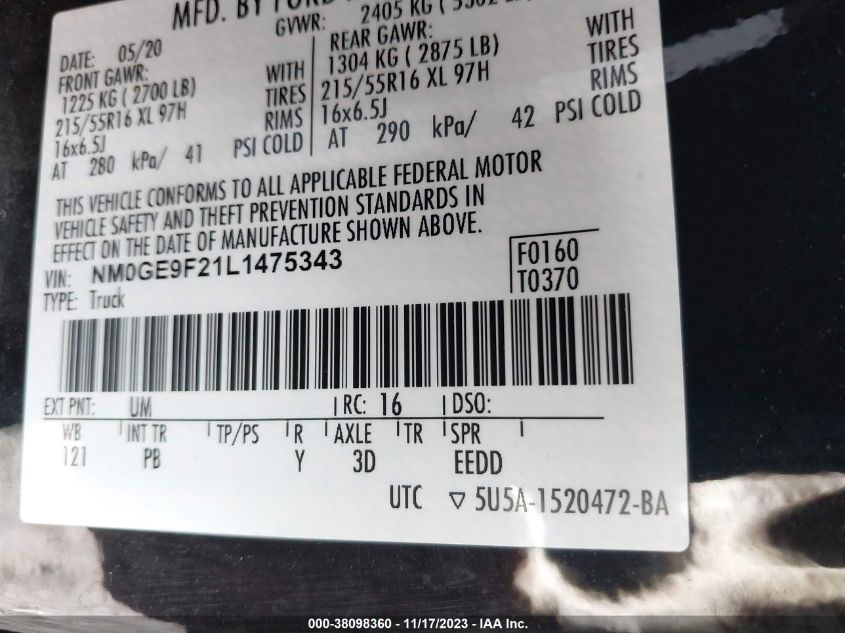 MFD. BY FORD
GVWR: 2405 KG (
DATE: 05/20
FRONT GAWR:
1225 KG ( 2700 LB) WITH
215/55R16 XL 97H TIRES
16x6.5J RIMS
AT 280 kPa/ 41 PSI COLD
REAR GAWR:
1304 KG ( 2875 LB) WITH
215/55R16 XL 97H TIRES
16x6.5J RIMS
AT 290 kPa/ 42 PSI COLD
THIS VEHICLE CONFORMS TO ALL APPLICABLE FEDERAL MOTOR
VEHICLE SAFETY AND THEFT PREVENTION STANDARDS IN
EFFECT ON THE DATE OF MANUFACTURE SHOWN ABOVE.
VIN: NM0GE9F21L1475343
TYPE: Truck
F0160
T0370
EXT PNT: UM RC: 16 DSO:
WB INT TR TP/PS R AXLE TR SPR
121 PB Y 3D EEDD
UTC ▽ 5U5A-1520472-BA
000-38098360 - 11/17/2023 - IAA Inc.